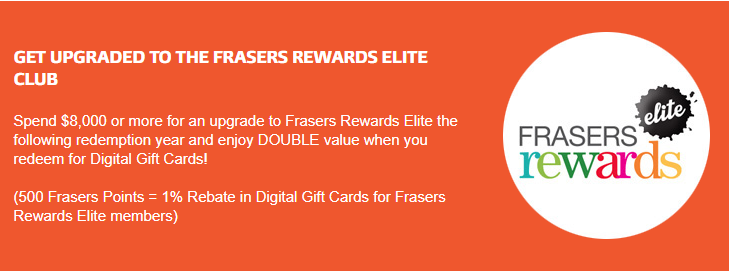 GET UPGRADED TO THE FRASERS REWARDS ELITE
CLUB
Spend $8,000 or more for an upgrade to Frasers Rewards Elite the
following redemption year and enjoy DOUBLE value when you
redeem for Digital Gift Cards!
(500 Frasers Points = 1% Rebate in Digital Gift Cards for Frasers
Rewards Elite members)
elite
FRASERS
rewards